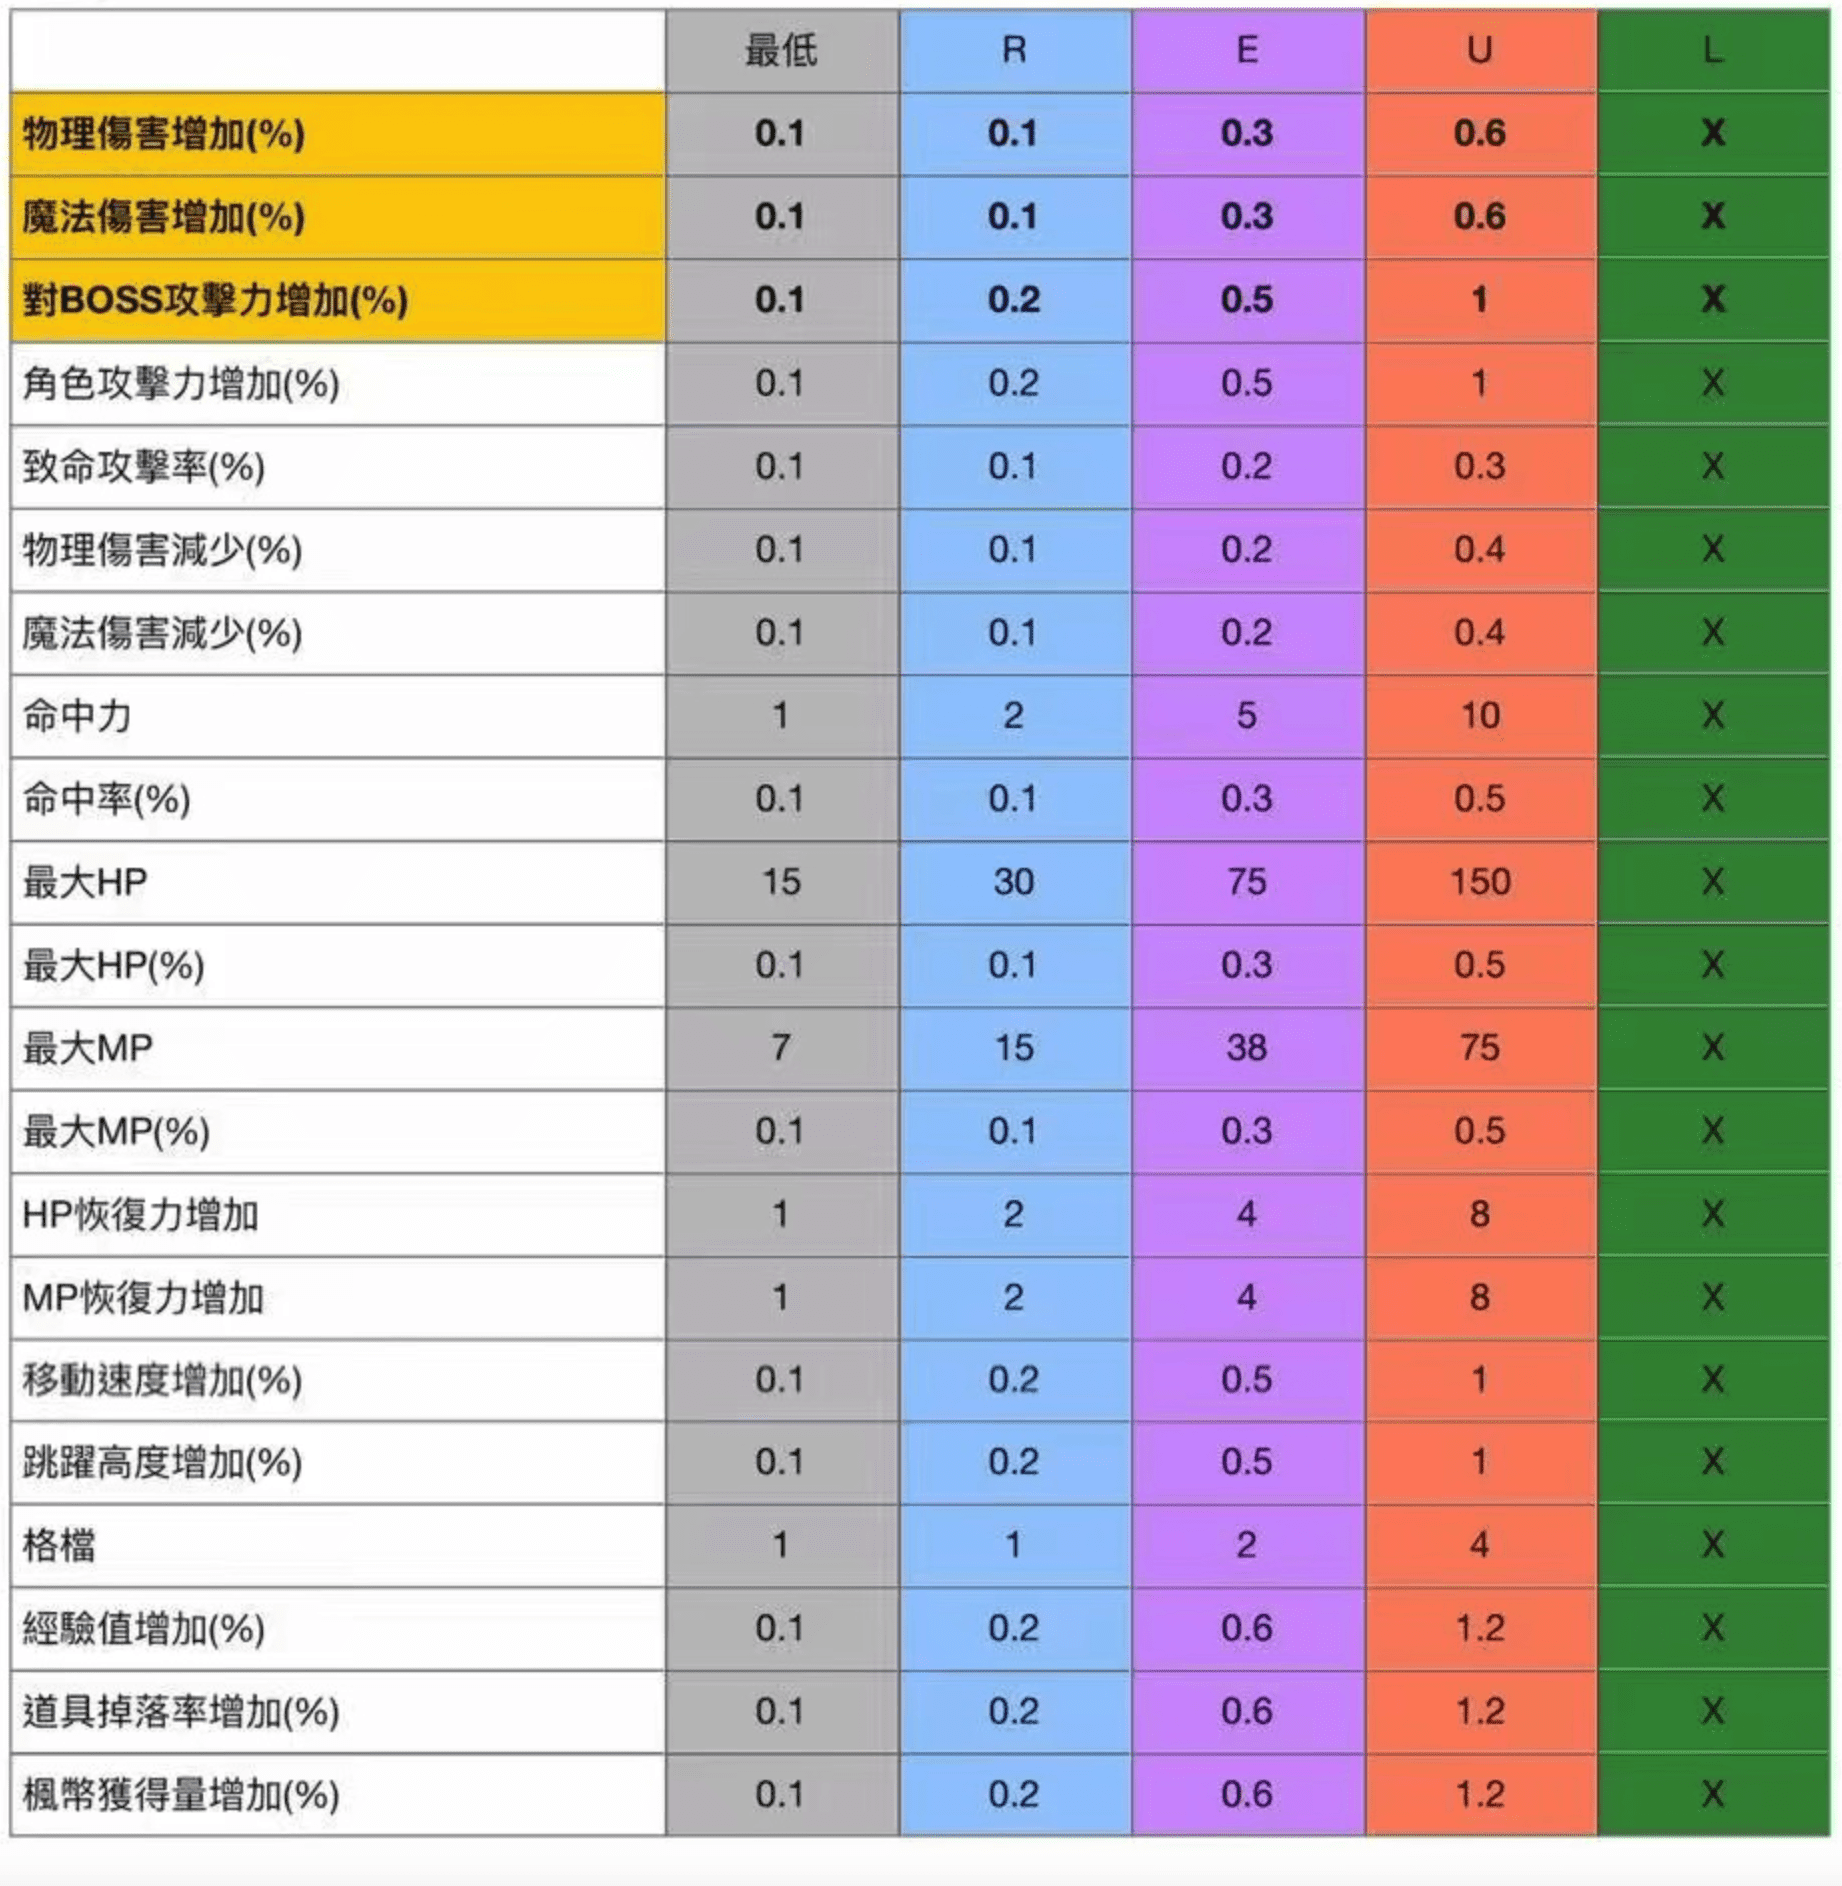 最低 R E U L
物理傷害增加(%) 0.1 0.1 0.3 0.6 X
魔法傷害增加(%) 0.1 0.1 0.3 0.6 X
對BOSS攻擊力增加(%) 0.1 0.2 0.5 1 X
角色攻擊力增加(%) 0.1 0.2 0.5 1 X
致命攻擊率(%) 0.1 0.1 0.2 0.3 X
物理傷害減少(%) 0.1 0.1 0.2 0.4 X
魔法傷害減少(%) 0.1 0.1 0.2 0.4 X
命中力 1 2 5 10 X
命中率(%) 0.1 0.1 0.3 0.5 X
最大HP 15 30 75 150 X
最大HP(%) 0.1 0.1 0.3 0.5 X
最大MP 7 15 38 75 X
最大MP(%) 0.1 0.1 0.3 0.5 X
HP恢復力增加 1 2 4 8 X
MP恢復力增加 1 2 4 8 X
移動速度增加(%) 0.1 0.2 0.5 1 X
跳躍高度增加(%) 0.1 0.2 0.5 1 X
格檔 1 1 2 4 X
經驗值增加(%) 0.1 0.2 0.6 1.2 X
道具掉落率增加(%) 0.1 0.2 0.6 1.2 X
楓幣獲得量增加(%) 0.1 0.2 0.6 1.2 X